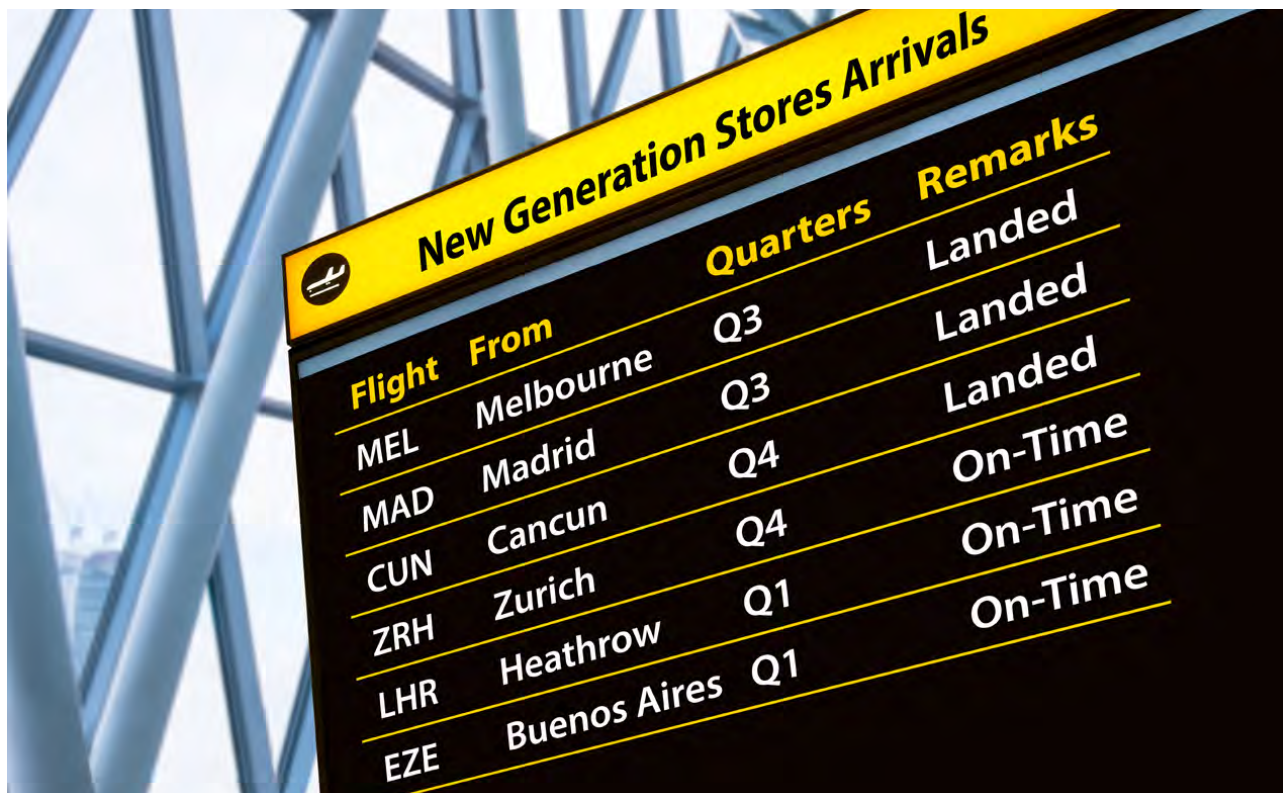 New Generation Stores Arrivals
Flight From Quarters Remarks
MEL Melbourne Q3 Landed
MAD Madrid Q3 Landed
CUN Cancun Q4 Landed
ZRH Zurich Q4 On-Time
LHR Heathrow Q1 On-Time
EZE Buenos Aires Q1 On-Time